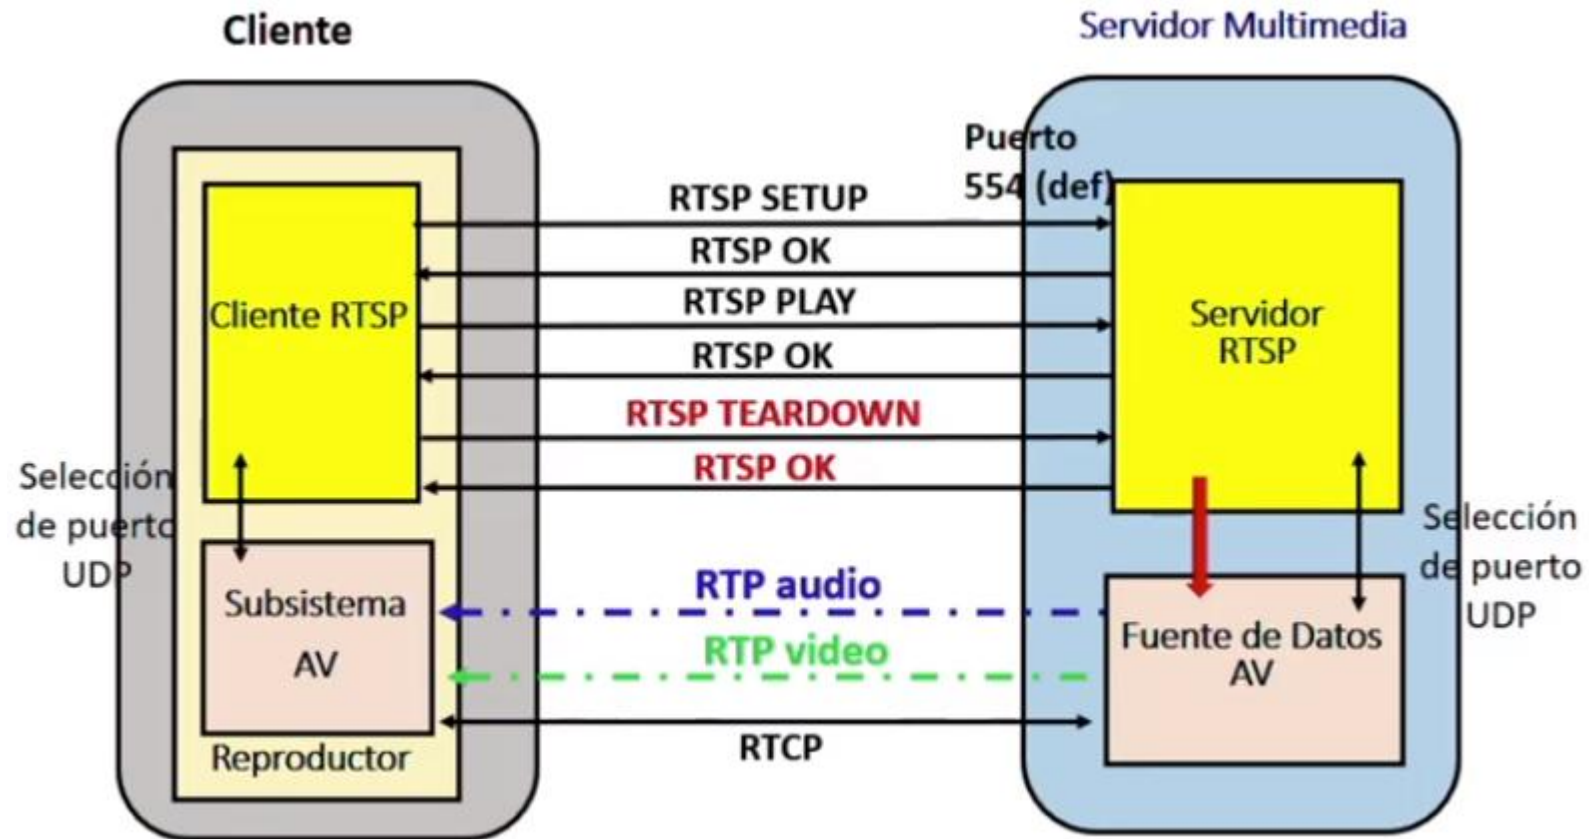 Cliente
Servidor Multimedia
Puerto
554 (def)
RTSP SETUP
RTSP OK
RTSP PLAY
RTSP OK
RTSP TEARDOWN
RTSP OK
Cliente RTSP
Servidor
RTSP
Selección
de puerto
UDP
Selección
de puerto
UDP
Subsistema
AV
Reproductor
RTP audio
RTP video
RTCP
Fuente de Datos
AV